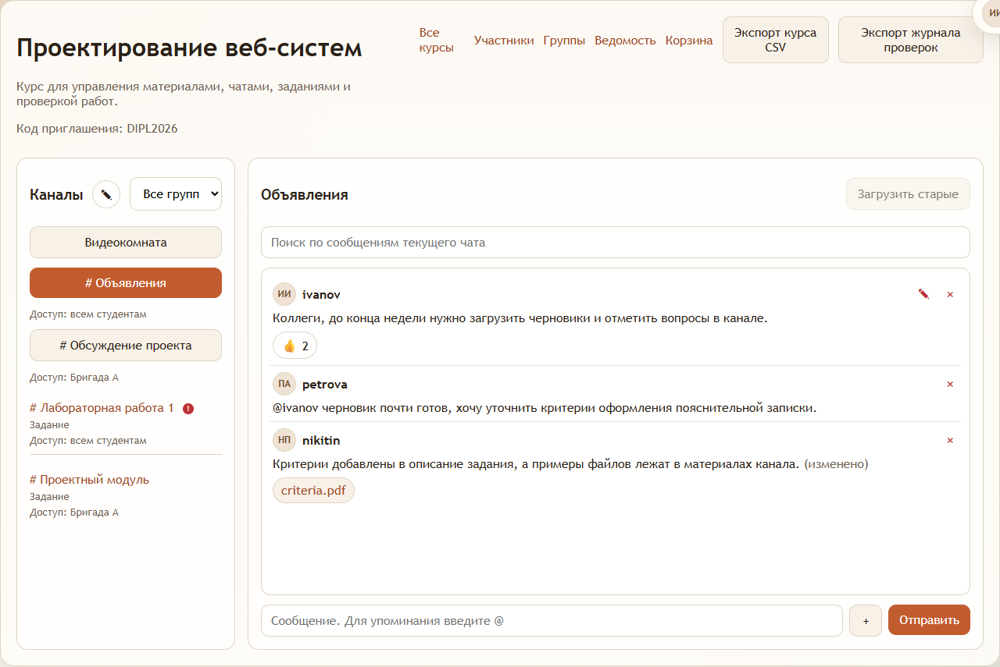 Проектирование веб-систем
Все
курсы
Участники
Группы
Ведомость
Корзина
Экспорт курса
CSV
Экспорт журнала
проверок
Курс для управления материалами, чатами, заданиями и
проверкой работ.
Код приглашения: DIPL2026
Каналы
Все групп
Видеокомната
# Объявления
Доступ: всем студентам
# Обсуждение проекта
Доступ: Бригада А
# Лабораторная работа 1
Задание
Доступ: всем студентам
# Проектный модуль
Задание
Доступ: Бригада А
Объявления
Загрузить старые
Поиск по сообщениям текущего чата
ИИ ivanov
Коллеги, до конца недели нужно загрузить черновики и отметить вопросы в канале.
👍 2
ПА petrova
@ivanov черновик почти готов, хочу уточнить критерии оформления пояснительной записки.
НП nikitin
Критерии добавлены в описание задания, а примеры файлов лежат в материалах канала. (изменено)
criteria.pdf
Сообщение. Для упоминания введите @
+
Отправить